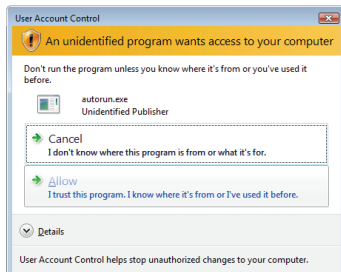 User Account Control
An unidentified program wants access to your computer
Don't run the program unless you know where it's from or you've used it
before.
autorun.exe
Unidentified Publisher
Cancel
I don't know where this program is from or what it's for.
Allow
I trust this program. I know where it's from or I've used it before.
Details
User Account Control helps stop unauthorized changes to your computer.